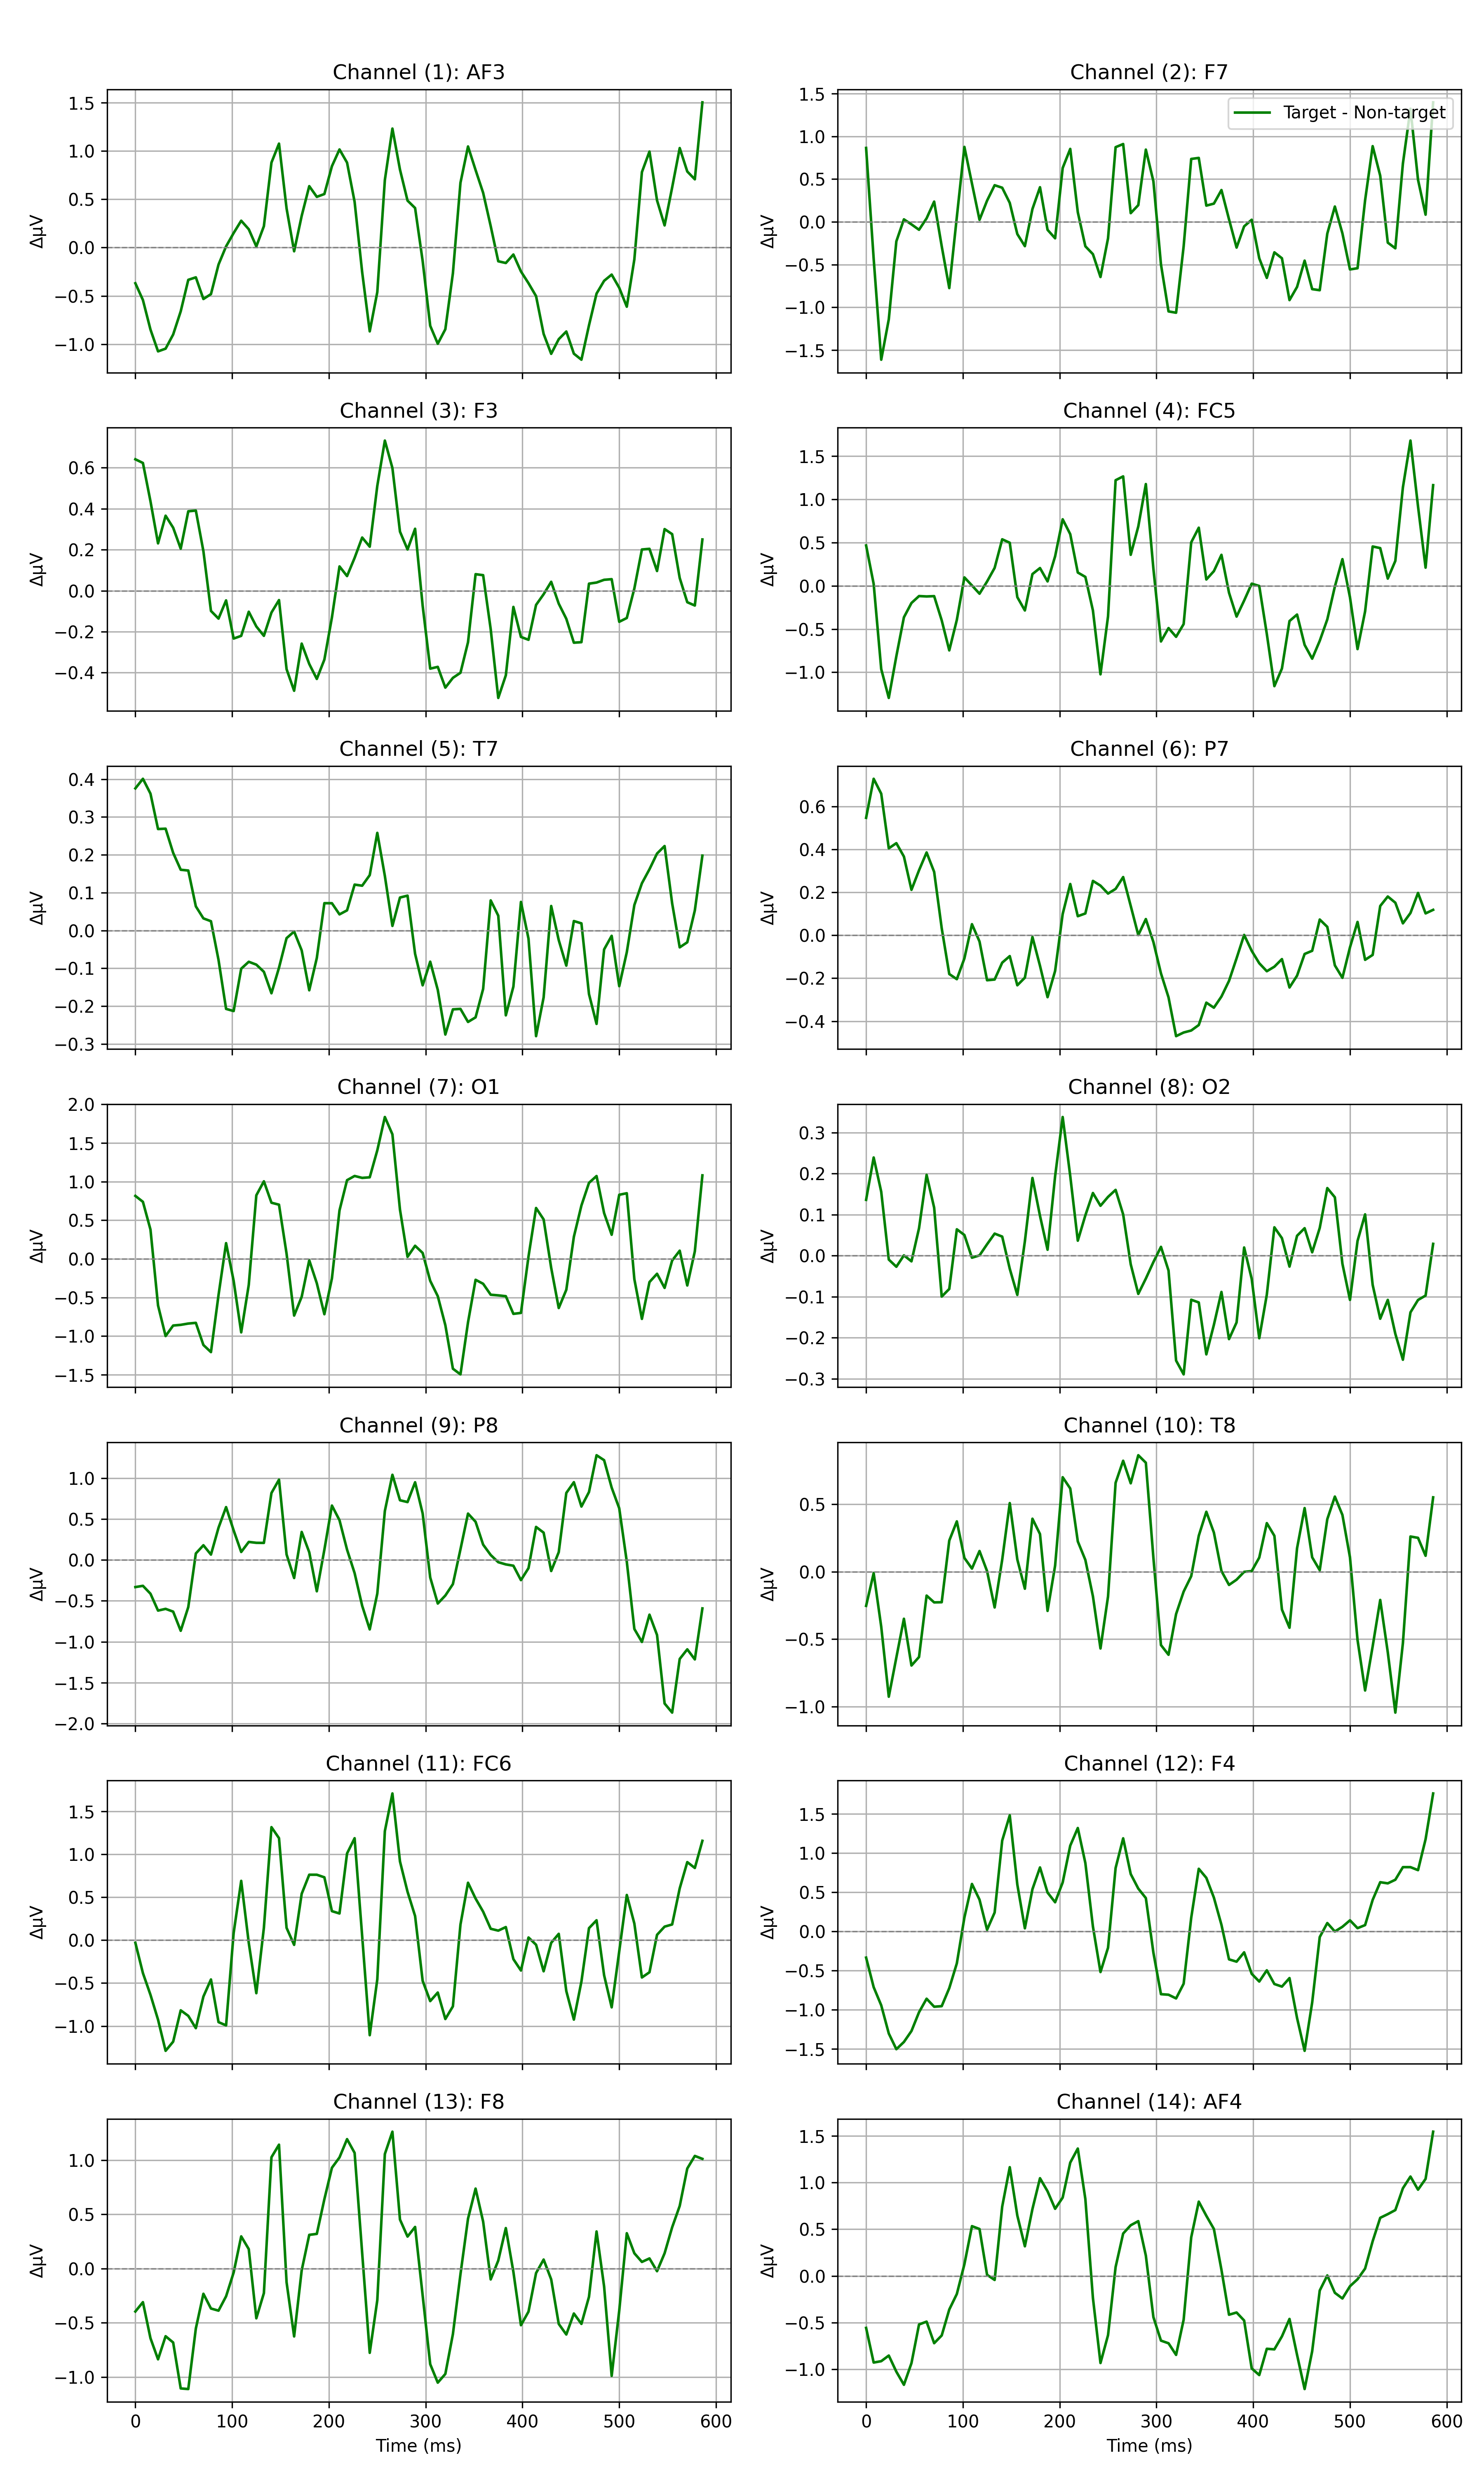 Channel (1): AF3
1.5
1.0
0.5
0.0
−0.5
−1.0
ΔμV
Channel (2): F7
Target - Non-target
1.5
1.0
0.5
0.0
−0.5
−1.0
−1.5
ΔμV
Channel (3): F3
0.6
0.4
0.2
0.0
−0.2
−0.4
ΔμV
Channel (4): FC5
1.5
1.0
0.5
0.0
−0.5
−1.0
ΔμV
Channel (5): T7
0.4
0.3
0.2
0.1
0.0
−0.1
−0.2
−0.3
ΔμV
Channel (6): P7
0.6
0.4
0.2
0.0
−0.2
−0.4
ΔμV
Channel (7): O1
2.0
1.5
1.0
0.5
0.0
−0.5
−1.0
−1.5
ΔμV
Channel (8): O2
0.3
0.2
0.1
0.0
−0.1
−0.2
−0.3
ΔμV
Channel (9): P8
1.0
0.5
0.0
−0.5
−1.0
−1.5
−2.0
ΔμV
Channel (10): T8
0.5
0.0
−0.5
−1.0
ΔμV
Channel (11): FC6
1.5
1.0
0.5
0.0
−0.5
−1.0
ΔμV
Channel (12): F4
1.5
1.0
0.5
0.0
−0.5
−1.0
−1.5
ΔμV
Channel (13): F8
1.0
0.5
0.0
−0.5
−1.0
ΔμV
0 100 200 300 400 500 600
Time (ms)
Channel (14): AF4
1.5
1.0
0.5
0.0
−0.5
−1.0
ΔμV
0 100 200 300 400 500 600
Time (ms)